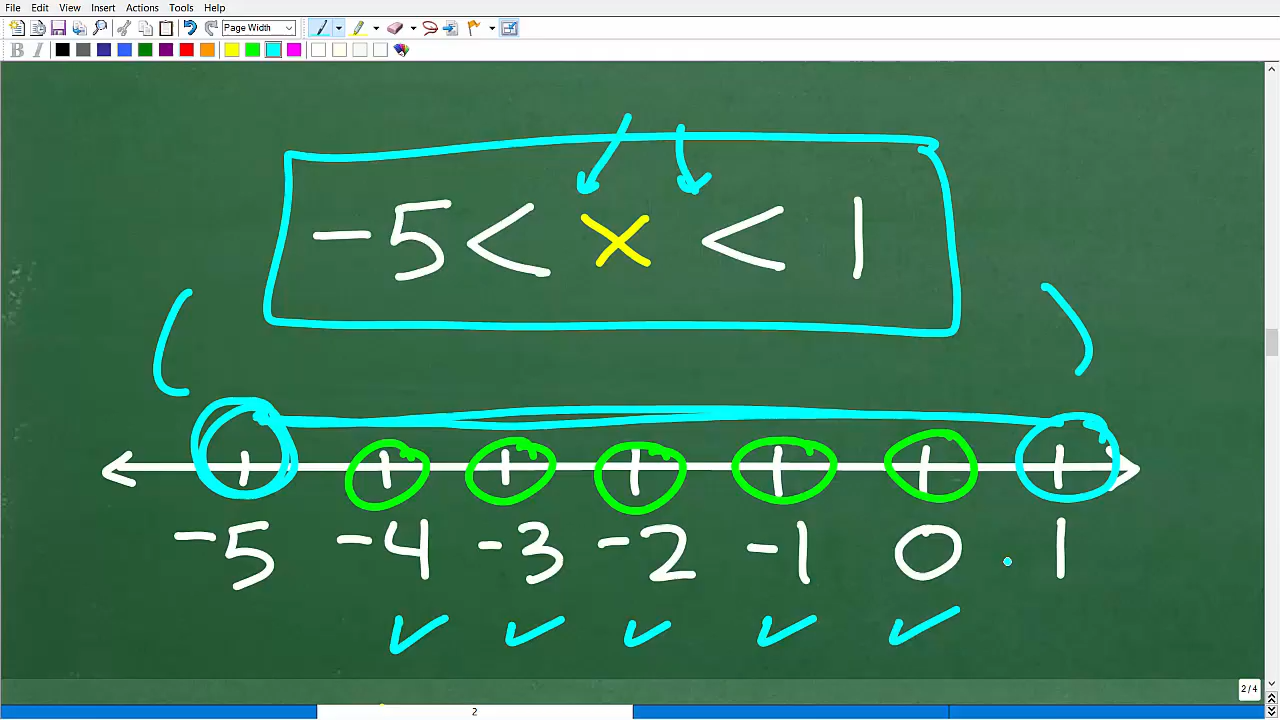 File Edit View Insert Actions Tools Help
Page Width
B I
-5 < x < 1
-5 -4 -3 -2 -1 0 1
2/4
2